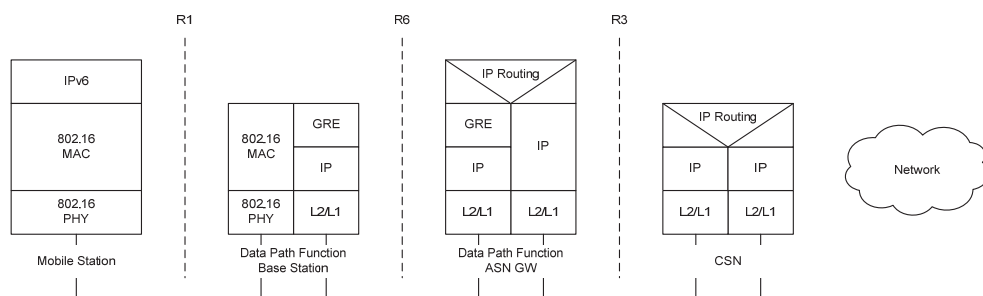 R1
R6
R3
IPv6
802.16
MAC
802.16
PHY
Mobile Station
802.16
MAC
GRE
IP
802.16
PHY
L2/L1
Data Path Function
Base Station
IP Routing
GRE
IP
IP
L2/L1
L2/L1
Data Path Function
ASN GW
IP Routing
IP
IP
L2/L1
L2/L1
CSN
Network